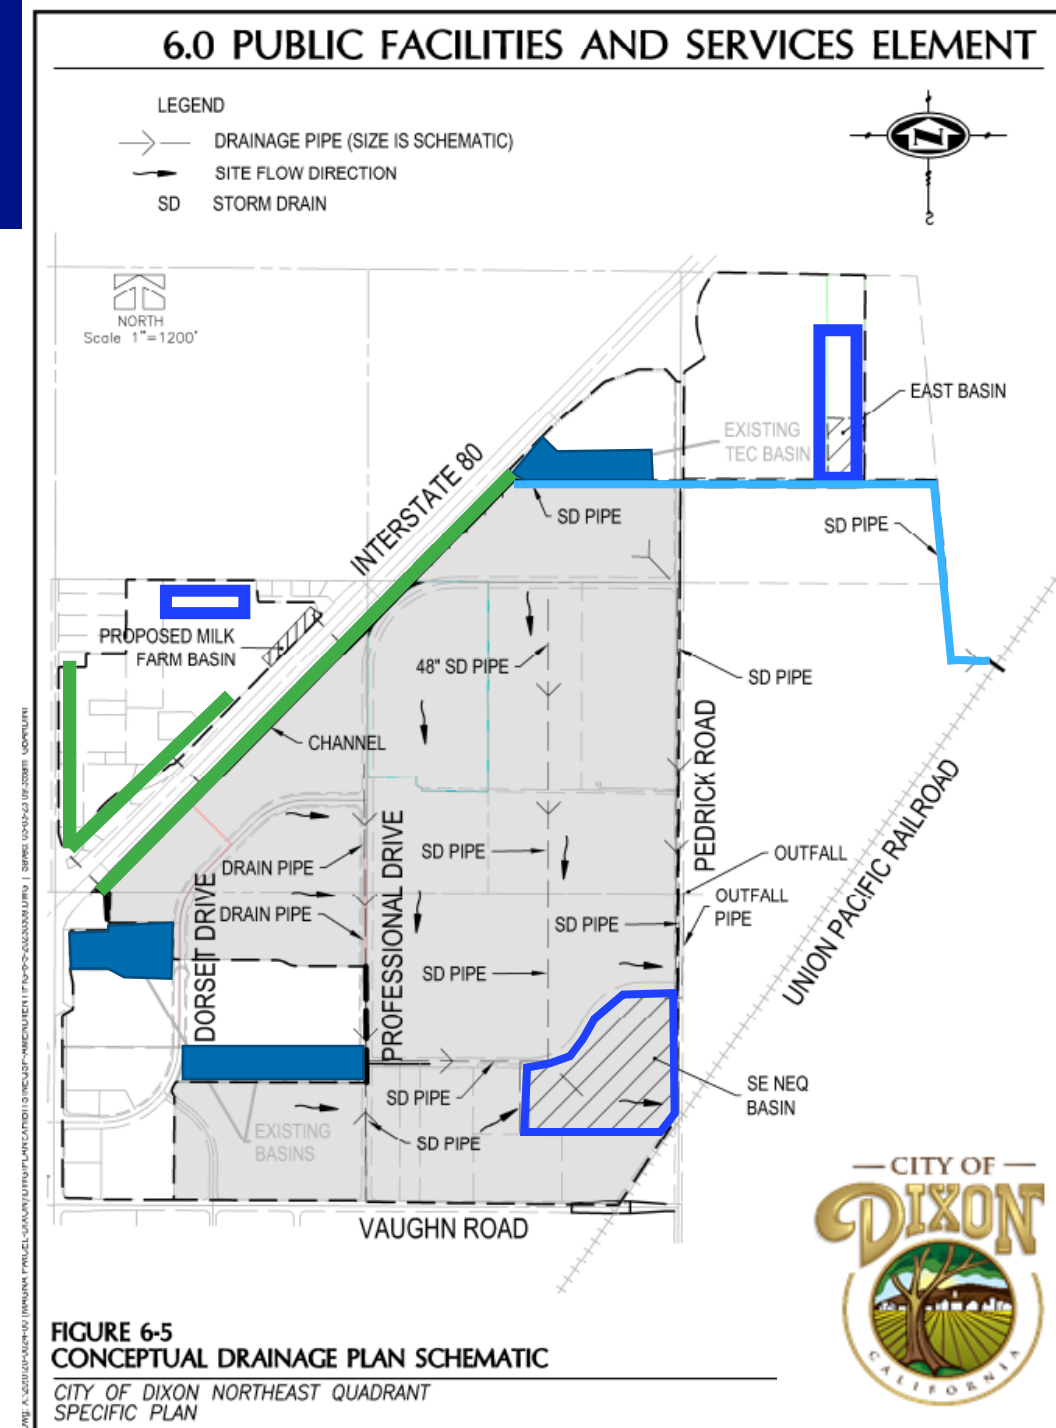 6.0 PUBLIC FACILITIES AND SERVICES ELEMENT
LEGEND
DRAINAGE PIPE (SIZE IS SCHEMATIC)
SITE FLOW DIRECTION
SD STORM DRAIN
N
S
NORTH
Scale 1"=1200'
EAST BASIN
EXISTING
TEC BASIN
INTERSTATE 80
SD PIPE
SD PIPE
PROPOSED MILK
FARM BASIN
48" SD PIPE
SD PIPE
CHANNEL
PEDRICK ROAD
UNION PACIFIC RAILROAD
DRAIN PIPE
SD PIPE
OUTFALL
DORSET DRIVE
PROFESSIONAL DRIVE
DRAIN PIPE
SD PIPE
OUTFALL
PIPE
SD PIPE
SE NEQ
BASIN
SD PIPE
EXISTING
BASINS
SD PIPE
VAUGHN ROAD
CITY OF
DIXON
CALIFORNIA
FIGURE 6-5
CONCEPTUAL DRAINAGE PLAN SCHEMATIC
CITY OF DIXON NORTHEAST QUADRANT
SPECIFIC PLAN